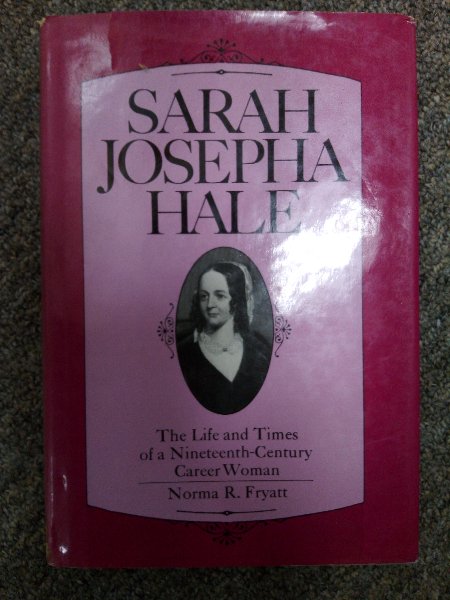 SARAH
JOSEPHA
HALE
The Life and Times
of a Nineteenth-Century
Career Woman
Norma R. Fryatt